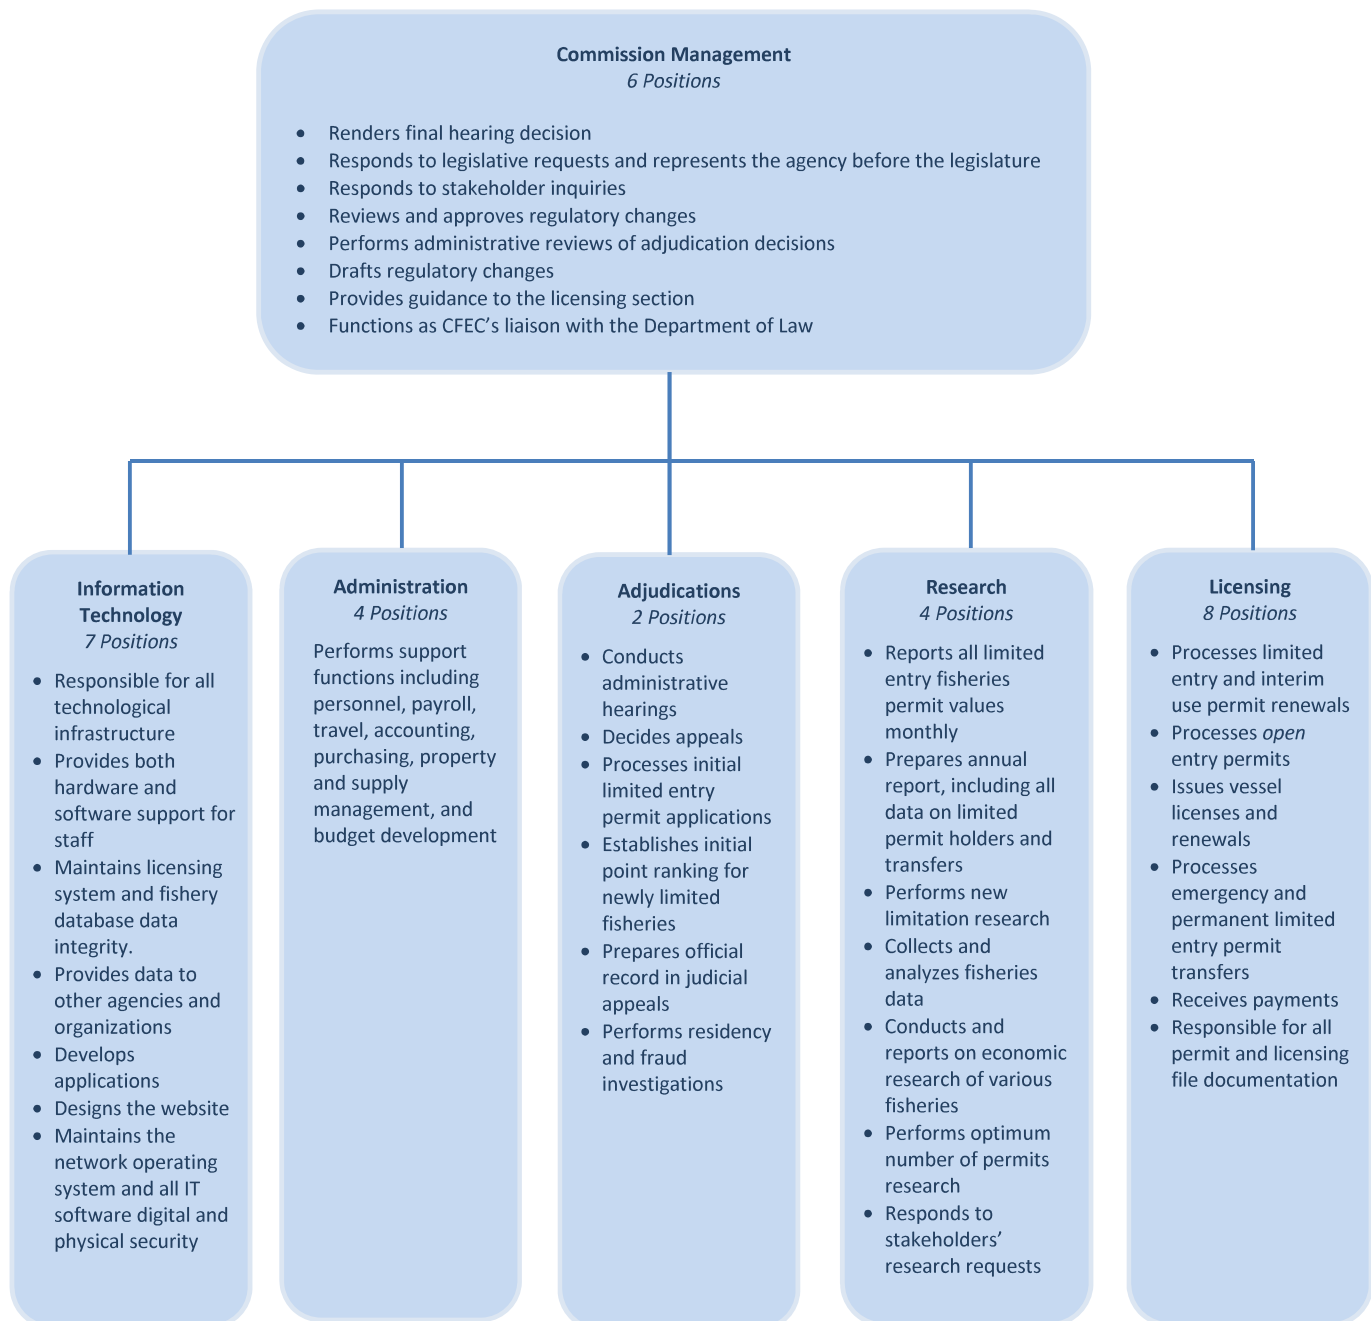 Commission Management
6 Positions
• Renders final hearing decision
• Responds to legislative requests and represents the agency before the legislature
• Responds to stakeholder inquiries
• Reviews and approves regulatory changes
• Performs administrative reviews of adjudication decisions
• Drafts regulatory changes
• Provides guidance to the licensing section
• Functions as CFEC’s liaison with the Department of Law
Information
Technology
7 Positions
• Responsible for all
technological
infrastructure
• Provides both
hardware and
software support for
staff
• Maintains licensing
system and fishery
database data
integrity.
• Provides data to
other agencies and
organizations
• Develops
applications
• Designs the website
• Maintains the
network operating
system and all IT
software digital and
physical security
Administration
4 Positions
Performs support
functions including
personnel, payroll,
travel, accounting,
purchasing, property
and supply
management, and
budget development
Adjudications
2 Positions
• Conducts
administrative
hearings
• Decides appeals
• Processes initial
limited entry
permit applications
• Establishes initial
point ranking for
newly limited
fisheries
• Prepares official
record in judicial
appeals
• Performs residency
and fraud
investigations
Research
4 Positions
• Reports all limited
entry fisheries
permit values
monthly
• Prepares annual
report, including all
data on limited
permit holders and
transfers
• Performs new
limitation research
• Collects and
analyzes fisheries
data
• Conducts and
reports on economic
research of various
fisheries
• Performs optimum
number of permits
research
• Responds to
stakeholders’
research requests
Licensing
8 Positions
• Processes limited
entry and interim
use permit renewals
• Processes open
entry permits
• Issues vessel
licenses and
renewals
• Processes
emergency and
permanent limited
entry permit
transfers
• Receives payments
• Responsible for all
permit and licensing
file documentation